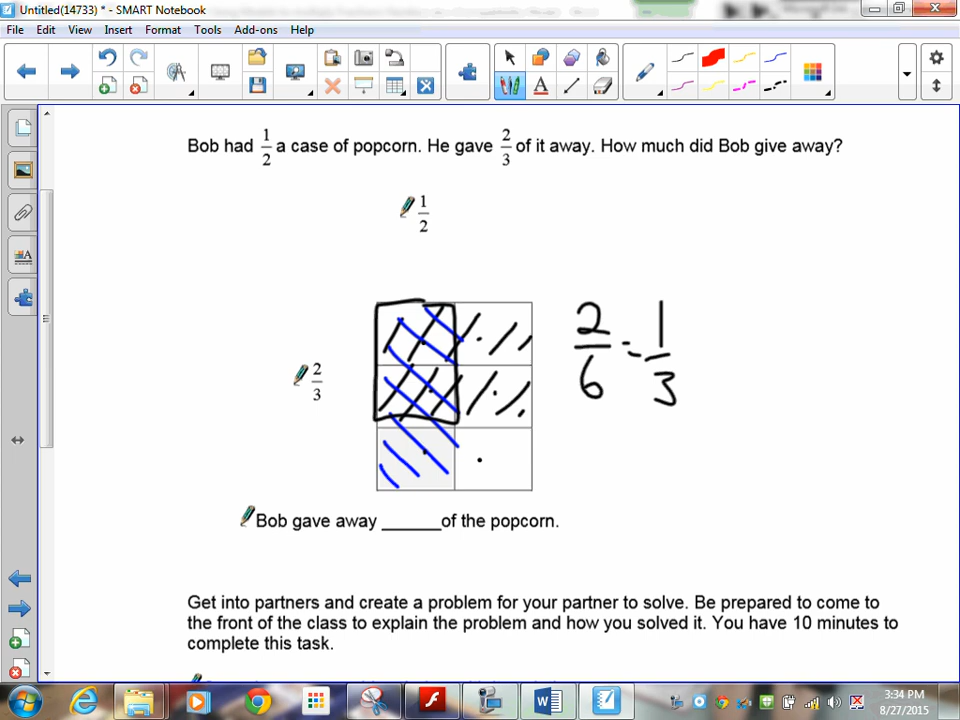 Untitled(14733) * - SMART Notebook
File Edit View Insert Format Tools Add-ons Help
Bob had 1/2 a case of popcorn. He gave 2/3 of it away. How much did Bob give away?
1/2
2/3
2/6 = 1/3
Bob gave away ______of the popcorn.
Get into partners and create a problem for your partner to solve. Be prepared to come to
the front of the class to explain the problem and how you solved it. You have 10 minutes to
complete this task.
3:34 PM
8/27/2015